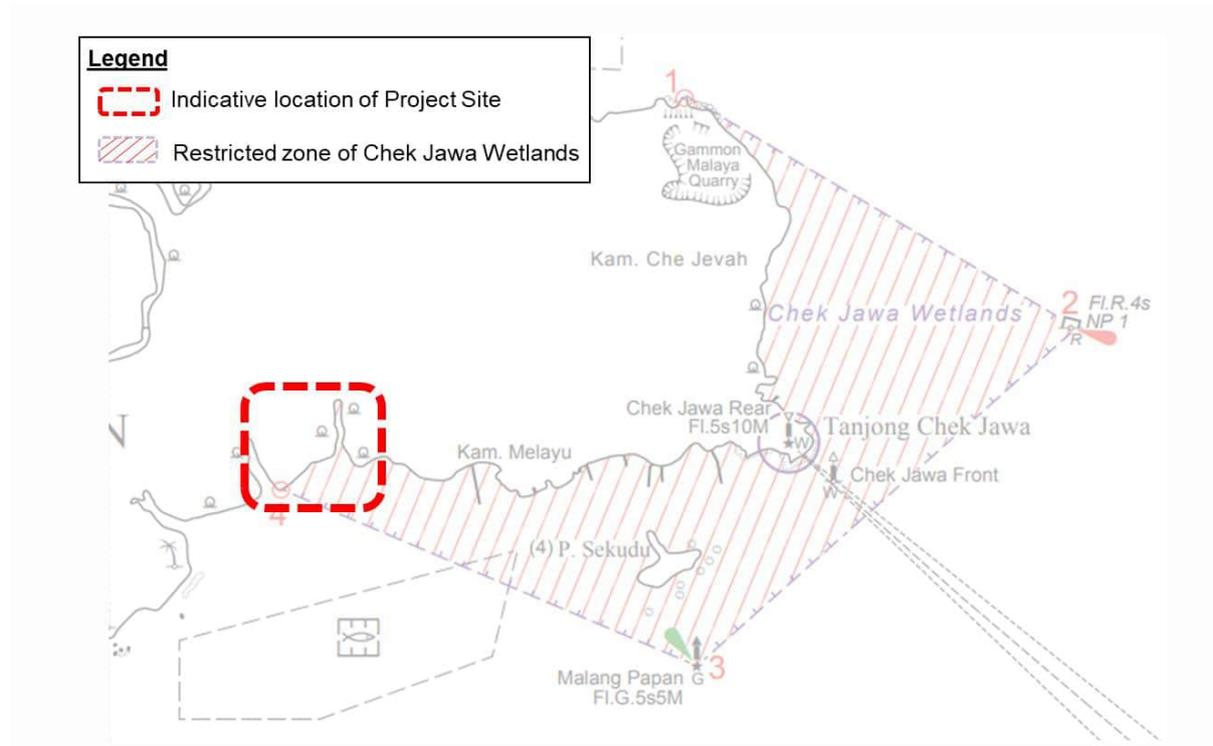 Legend
Indicative location of Project Site
Restricted zone of Chek Jawa Wetlands
1
Gammon
Malaya
Quarry
Kam. Che Jevah
2
Fl.R.4s
NP 1
R
Chek Jawa Wetlands
Chek Jawa Rear
Fl.5s10M
W
Tanjong Chek Jawa
N
Kam. Melayu
Chek Jawa Front
W
4
(4) P. Sekudu
3
Malang Papan
G
Fl.G.5s5M